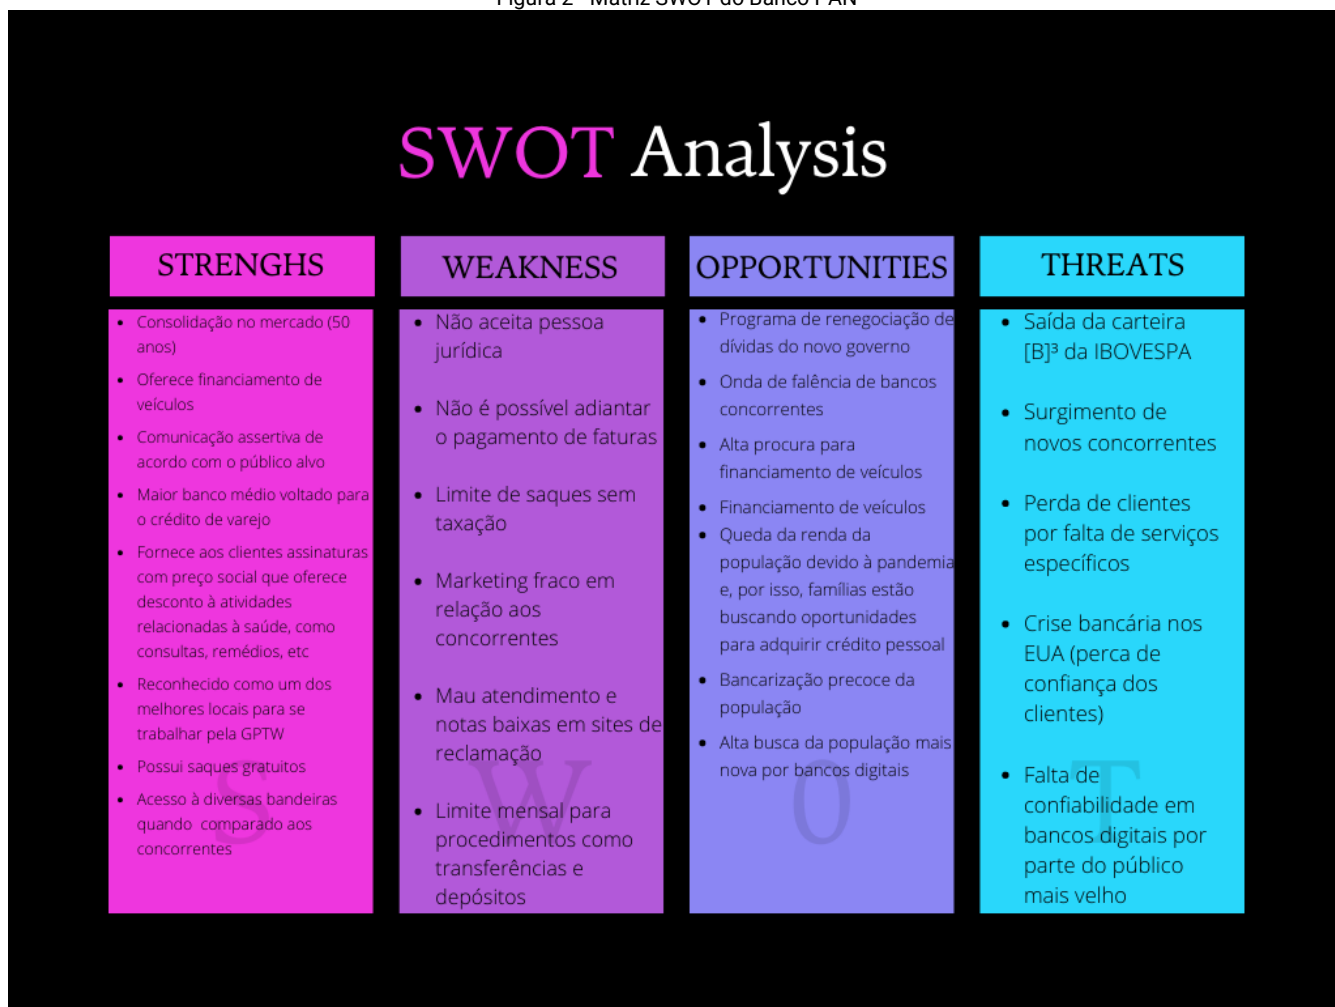 Figura 2 - Matriz SWOT do Banco PAN
SWOT Analysis
STRENGHS
• Consolidação no mercado (50
anos)
• Oferece financiamento de
veículos
• Comunicação assertiva de
acordo com o público alvo
• Maior banco médio voltado para
o crédito de varejo
• Fornece aos clientes assinaturas
com preço social que oferece
desconto à atividades
relacionadas à saúde, como
consultas, remédios, etc
• Reconhecido como um dos
melhores locais para se
trabalhar pela GPTW
• Possui saques gratuitos
• Acesso à diversas bandeiras
quando comparado aos
concorrentes
S
WEAKNESS
• Não aceita pessoa
jurídica
• Não é possível adiantar
o pagamento de faturas
• Limite de saques sem
taxação
• Marketing fraco em
relação aos
concorrentes
• Mau atendimento e
notas baixas em sites de
reclamação
• Limite mensal para
procedimentos como
transferências e
depósitos
W
OPPORTUNITIES
• Programa de renegociação de
dívidas do novo governo
• Onda de falência de bancos
concorrentes
• Alta procura para
financiamento de veículos
• Financiamento de veículos
• Queda da renda da
população devido à pandemia
e, por isso, famílias estão
buscando oportunidades
para adquirir crédito pessoal
• Bancarização precoce da
população
• Alta busca da população mais
nova por bancos digitais
O
THREATS
• Saída da carteira
[B]³ da IBOVESPA
• Surgimento de
novos concorrentes
• Perda de clientes
por falta de serviços
específicos
• Crise bancária nos
EUA (perca de
confiança dos
clientes)
• Falta de
confiabilidade em
bancos digitais por
parte do público
mais velho
T